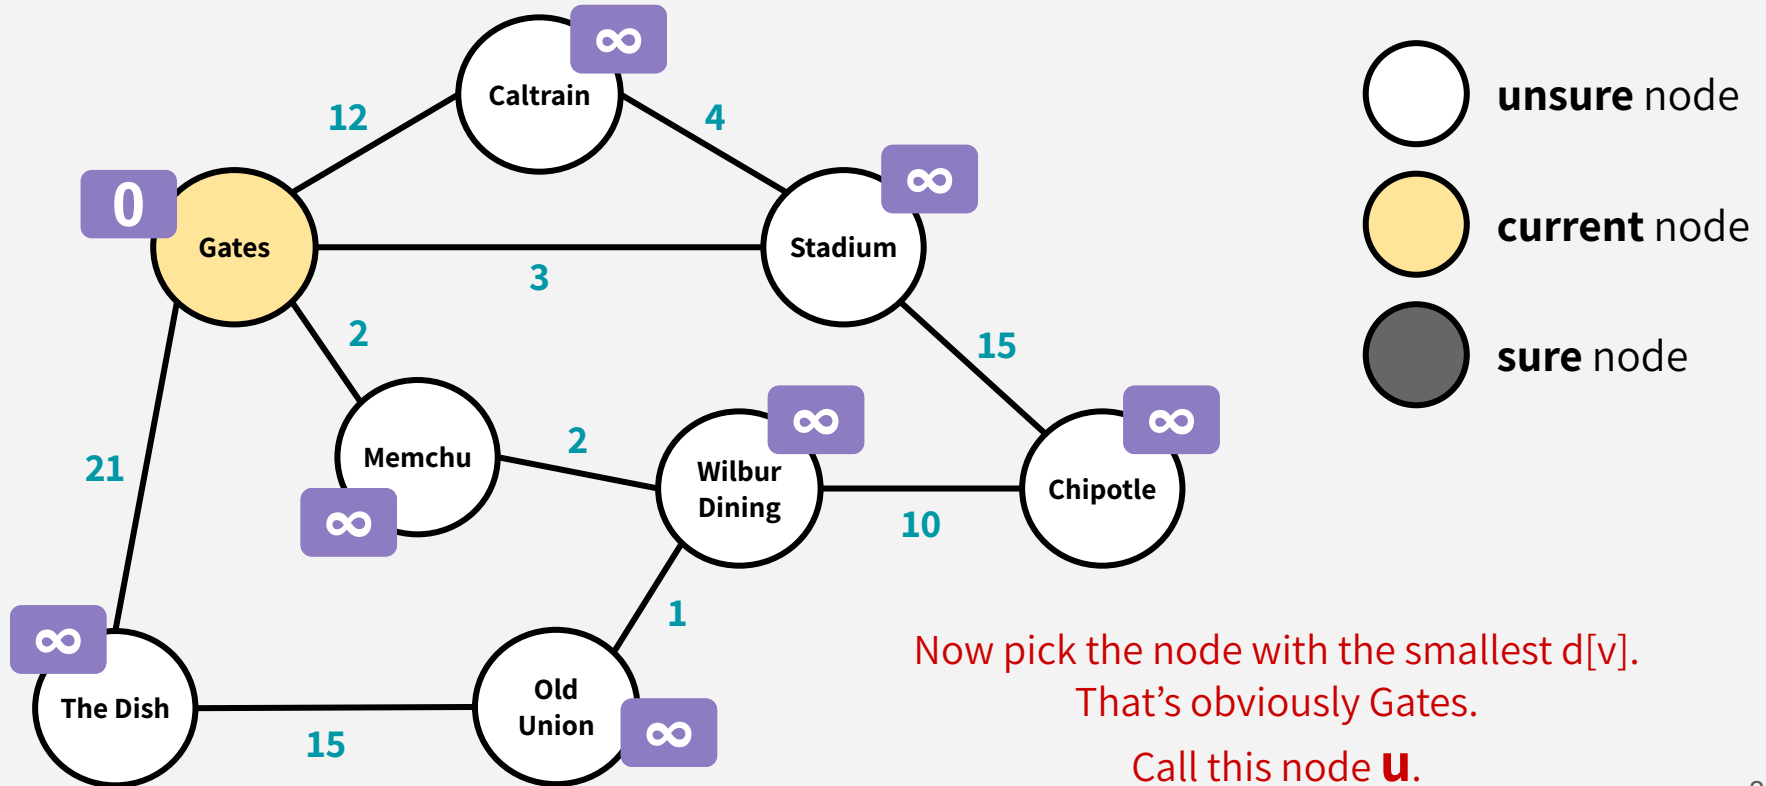 ∞
Caltrain
12
4
∞
0
Gates
Stadium
3
2
15
∞
∞
2
Memchu
Wilbur
Dining
Chipotle
21
∞
10
1
∞
The Dish
Old
Union
∞
15
unsure node
current node
sure node
Now pick the node with the smallest d[v].
That’s obviously Gates.
Call this node u.